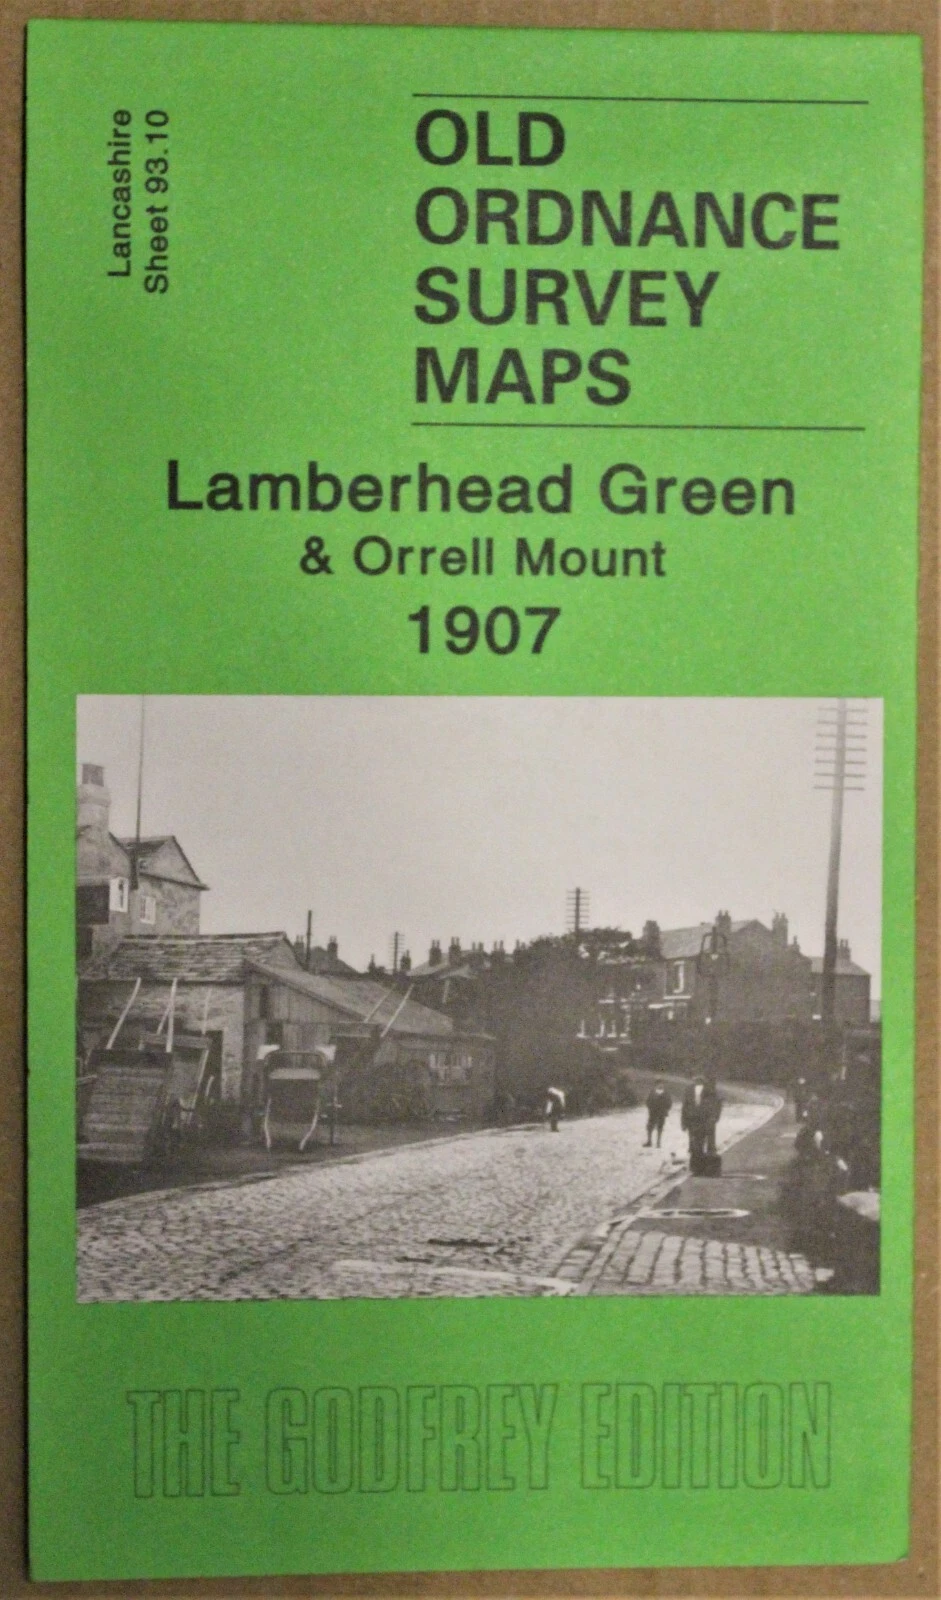 Lancashire
Sheet 93.10
OLD
ORDNANCE
SURVEY
MAPS
Lamberhead Green
& Orrell Mount
1907
THE GODFREY EDITION